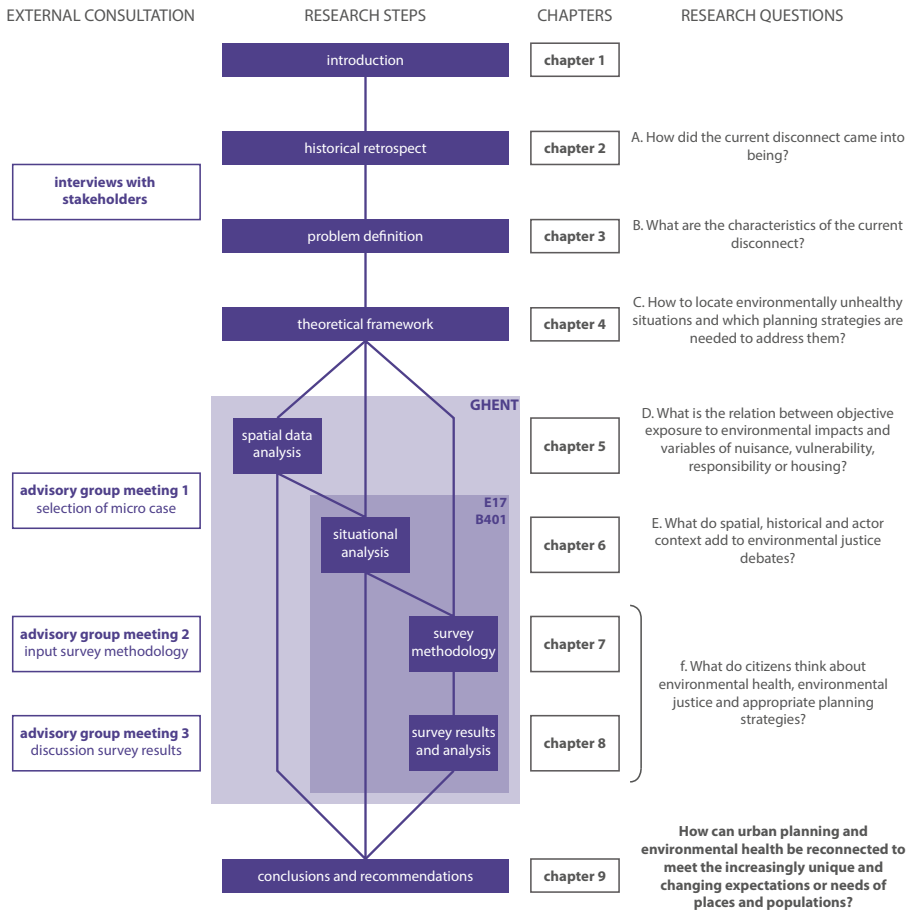 EXTERNAL CONSULTATION
RESEARCH STEPS
CHAPTERS
RESEARCH QUESTIONS
introduction
chapter 1
historical retrospect
chapter 2
A. How did the current disconnect came into
being?
interviews with
stakeholders
problem definition
chapter 3
B. What are the characteristics of the current
disconnect?
theoretical framework
chapter 4
C. How to locate environmentally unhealthy
situations and which planning strategies are
needed to address them?
GHENT
spatial data
analysis
chapter 5
D. What is the relation between objective
exposure to environmental impacts and
variables of nuisance, vulnerability,
responsibility or housing?
advisory group meeting 1
selection of micro case
E17
B401
situational
analysis
chapter 6
E. What do spatial, historical and actor
context add to environmental justice
debates?
advisory group meeting 2
input survey methodology
survey
methodology
chapter 7
f. What do citizens think about
environmental health, environmental
justice and appropriate planning
strategies?
advisory group meeting 3
discussion survey results
survey results
and analysis
chapter 8
conclusions and recommendations
chapter 9
How can urban planning and
environmental health be reconnected to
meet the increasingly unique and
changing expectations or needs of
places and populations?